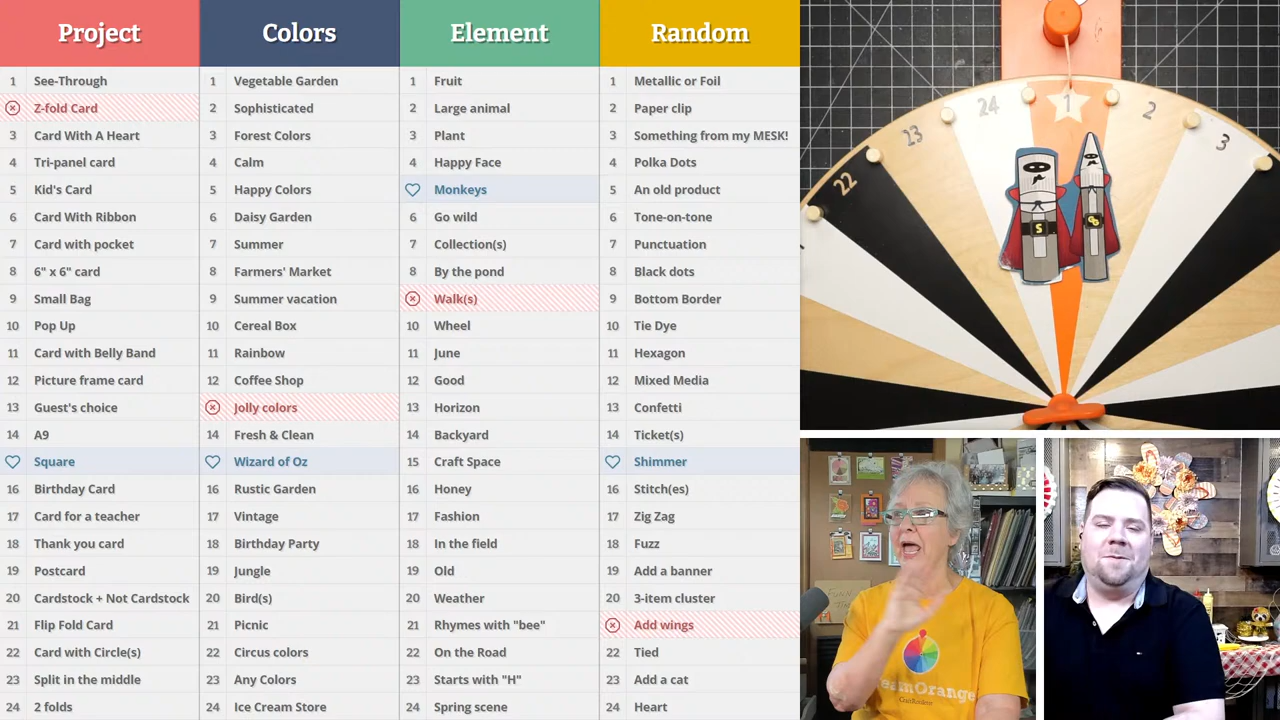 Project
1 See-Through
Z-fold Card
3 Card With A Heart
4 Tri-panel card
5 Kid's Card
6 Card With Ribbon
7 Card with pocket
8 6" x 6" card
9 Small Bag
10 Pop Up
11 Card with Belly Band
12 Picture frame card
13 Guest's choice
14 A9
Square
16 Birthday Card
17 Card for a teacher
18 Thank you card
19 Postcard
20 Cardstock + Not Cardstock
21 Flip Fold Card
22 Card with Circle(s)
23 Split in the middle
24 2 folds
Colors
1 Vegetable Garden
2 Sophisticated
3 Forest Colors
4 Calm
5 Happy Colors
6 Daisy Garden
7 Summer
8 Farmers' Market
9 Summer vacation
10 Cereal Box
11 Rainbow
12 Coffee Shop
Jolly colors
14 Fresh & Clean
Wizard of Oz
16 Rustic Garden
17 Vintage
18 Birthday Party
19 Jungle
20 Bird(s)
21 Picnic
22 Circus colors
23 Any Colors
24 Ice Cream Store
Element
1 Fruit
2 Large animal
3 Plant
4 Happy Face
Monkeys
6 Go wild
7 Collection(s)
8 By the pond
Walk(s)
10 Wheel
11 June
12 Good
13 Horizon
14 Backyard
15 Craft Space
16 Honey
17 Fashion
18 In the field
19 Old
20 Weather
21 Rhymes with "bee"
22 On the Road
23 Starts with "H"
24 Spring scene
Random
1 Metallic or Foil
2 Paper clip
3 Something from my MESK!
4 Polka Dots
5 An old product
6 Tone-on-tone
7 Punctuation
8 Black dots
9 Bottom Border
10 Tie Dye
11 Hexagon
12 Mixed Media
13 Confetti
14 Ticket(s)
Shimmer
16 Stitch(es)
17 Zig Zag
18 Fuzz
19 Add a banner
20 3-item cluster
Add wings
22 Tied
23 Add a cat
24 Heart
22 23 24 1 2 3
S